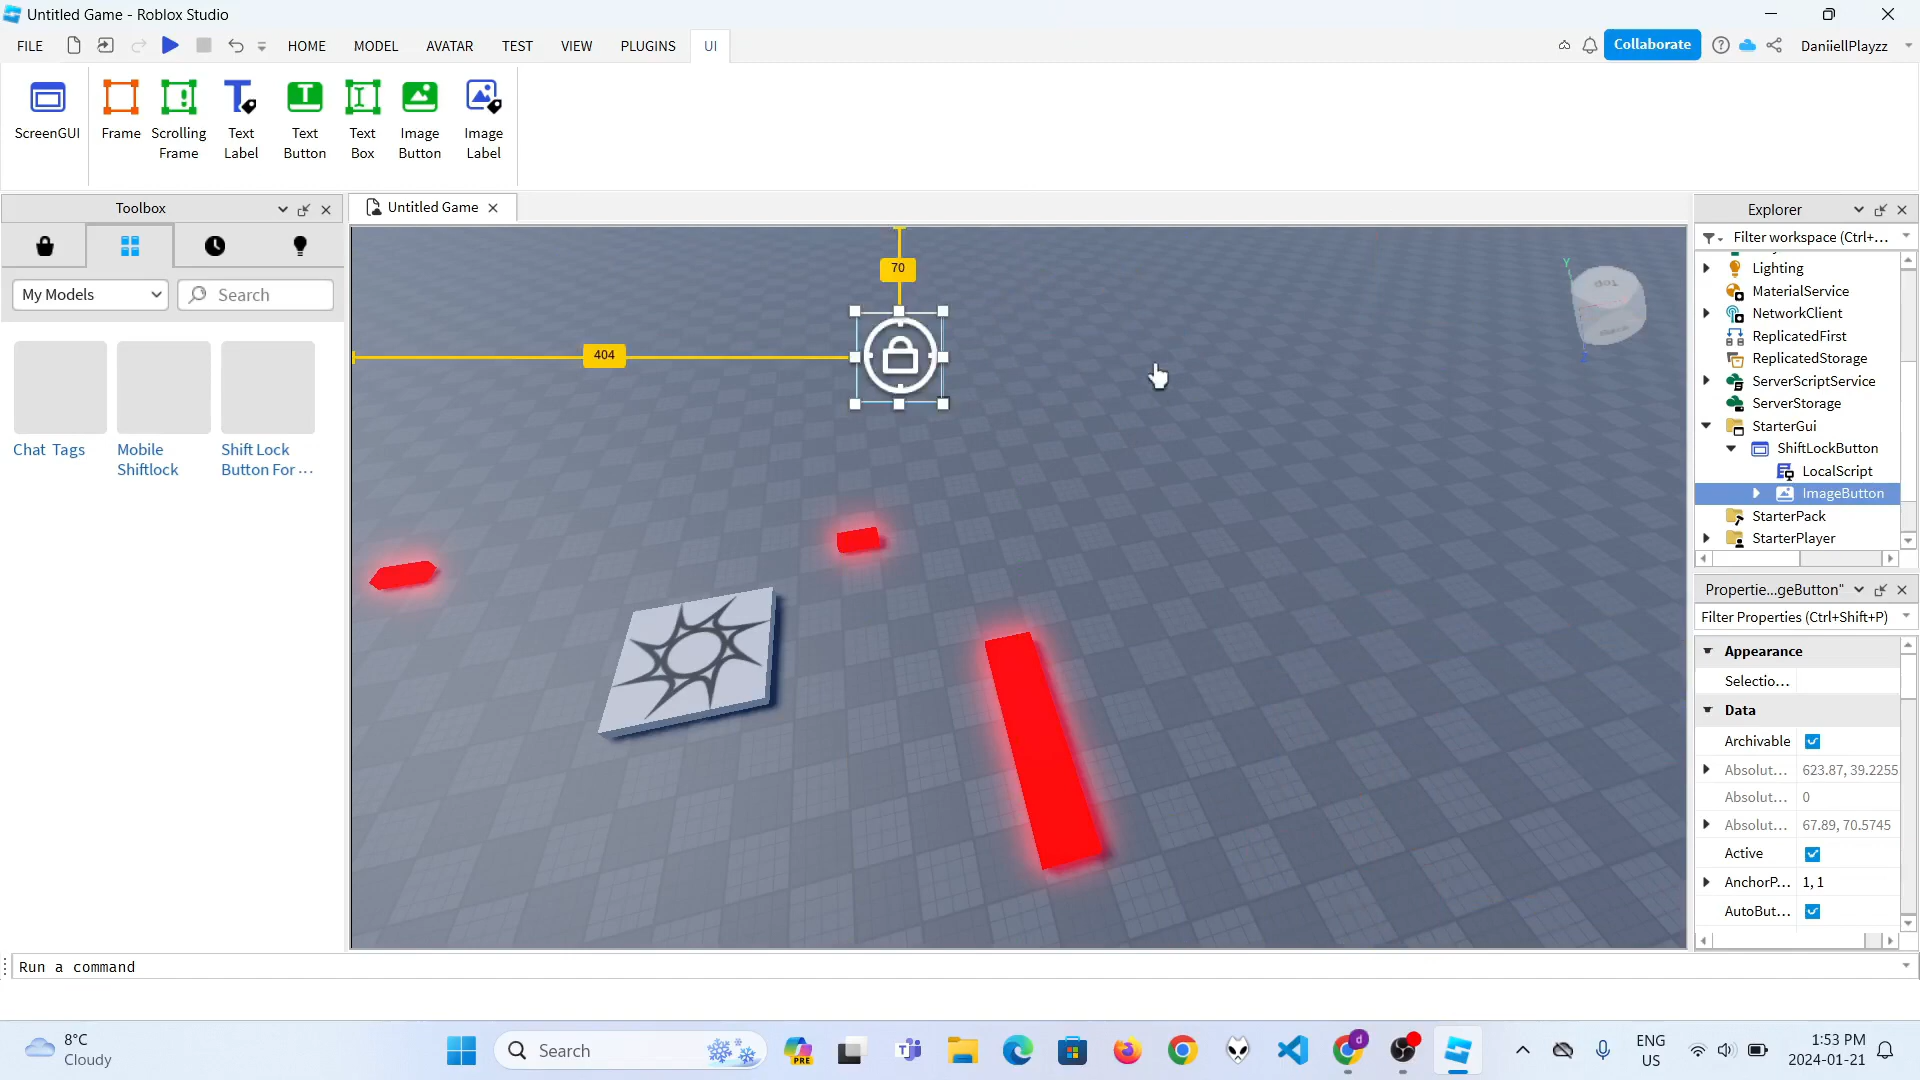 Untitled Game - Roblox Studio
FILE
HOME
MODEL
AVATAR
TEST
VIEW
PLUGINS
UI
Collaborate
DaniiellPlayzz
ScreenGUI
Frame
Scrolling
Frame
Text
Label
Text
Button
Text
Box
Image
Button
Image
Label
Toolbox
My Models
Search
Chat Tags
Mobile
Shiftlock
Shift Lock
Button For ...
Untitled Game
70
404
Y
Top
Explorer
Filter workspace (Ctrl+...
Lighting
MaterialService
NetworkClient
ReplicatedFirst
ReplicatedStorage
ServerScriptService
ServerStorage
StarterGui
ShiftLockButton
LocalScript
ImageButton
StarterPack
StarterPlayer
Propertie...geButton"
Filter Properties (Ctrl+Shift+P)
Appearance
Selectio...
Data
Archivable
Absolut... 623.87, 39.2255
Absolut... 0
Absolut... 67.89, 70.5745
Active
AnchorP... 1, 1
AutoBut...
Run a command
8°C
Cloudy
Search
PRE
d
ENG
US
1:53 PM
2024-01-21